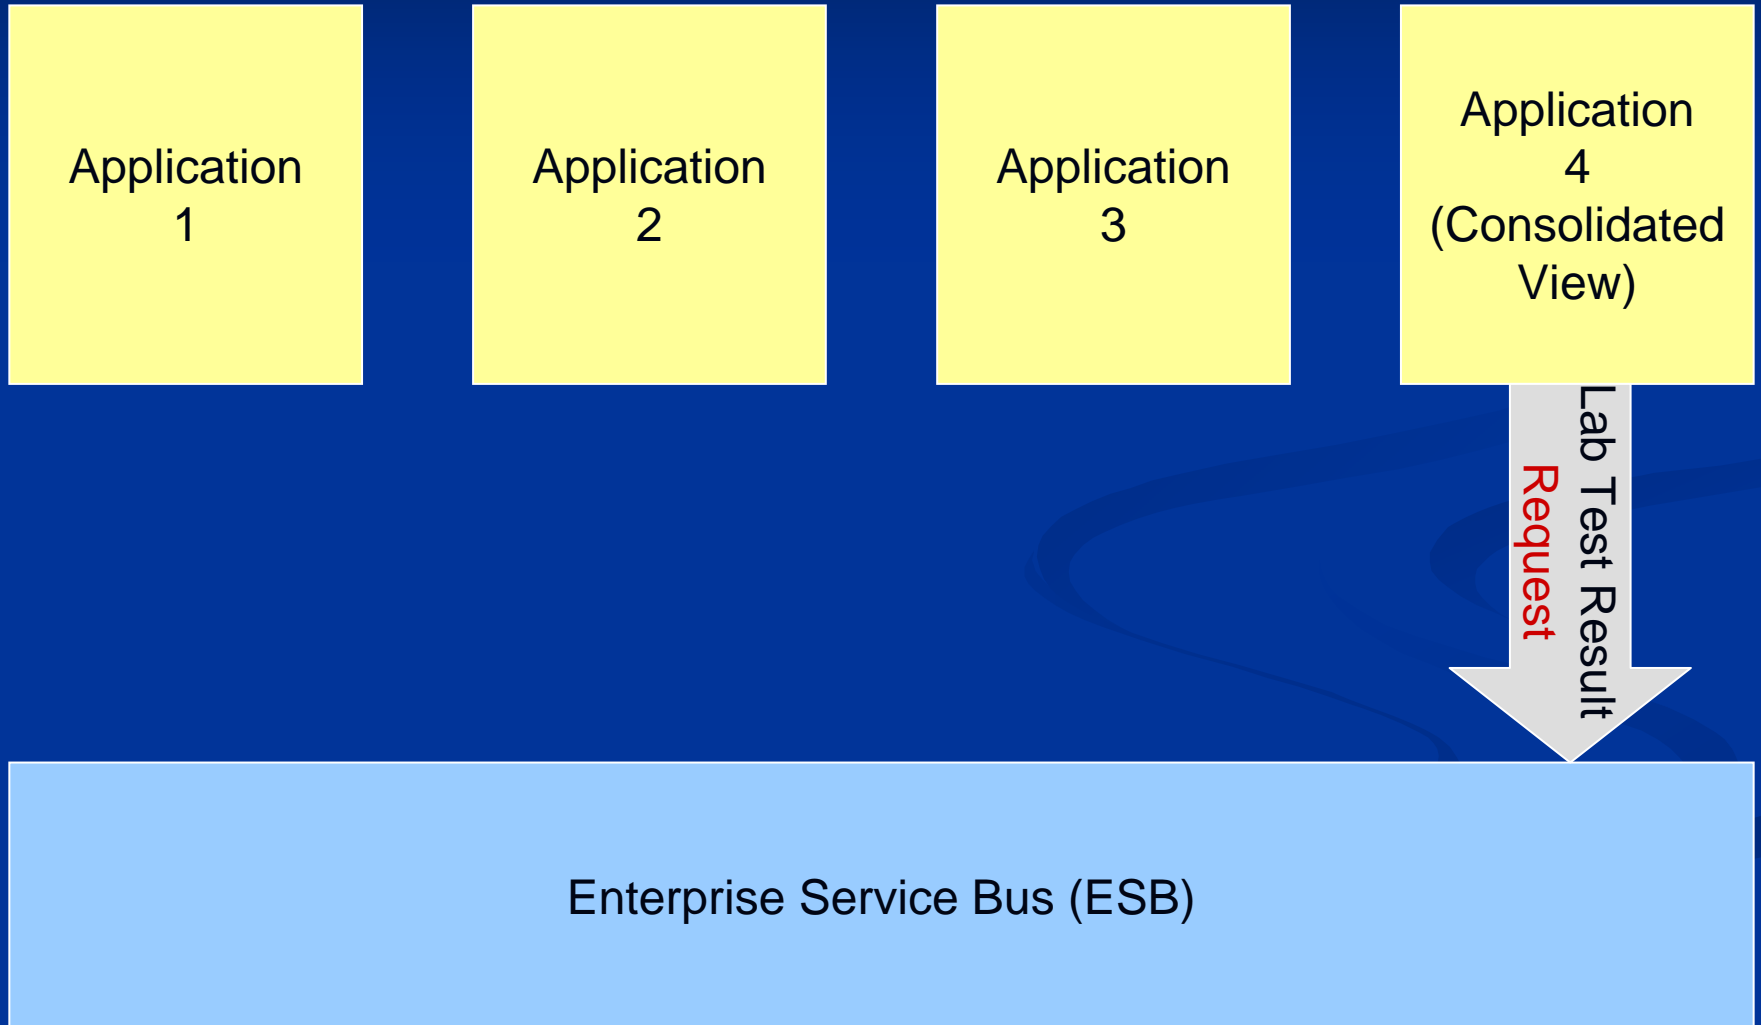 Application
1
Application
2
Application
3
Application
4
(Consolidated
View)
Lab Test Result
Request
Enterprise Service Bus (ESB)